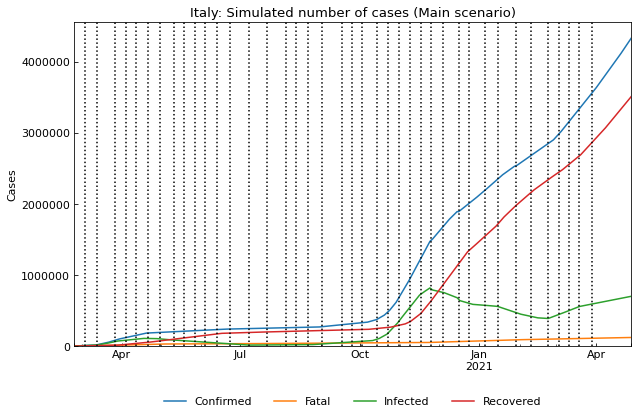 Italy: Simulated number of cases (Main scenario)
4000000
3000000
2000000
1000000
0
Cases
Apr Jul Oct Jan Apr
2021
Confirmed Fatal Infected Recovered